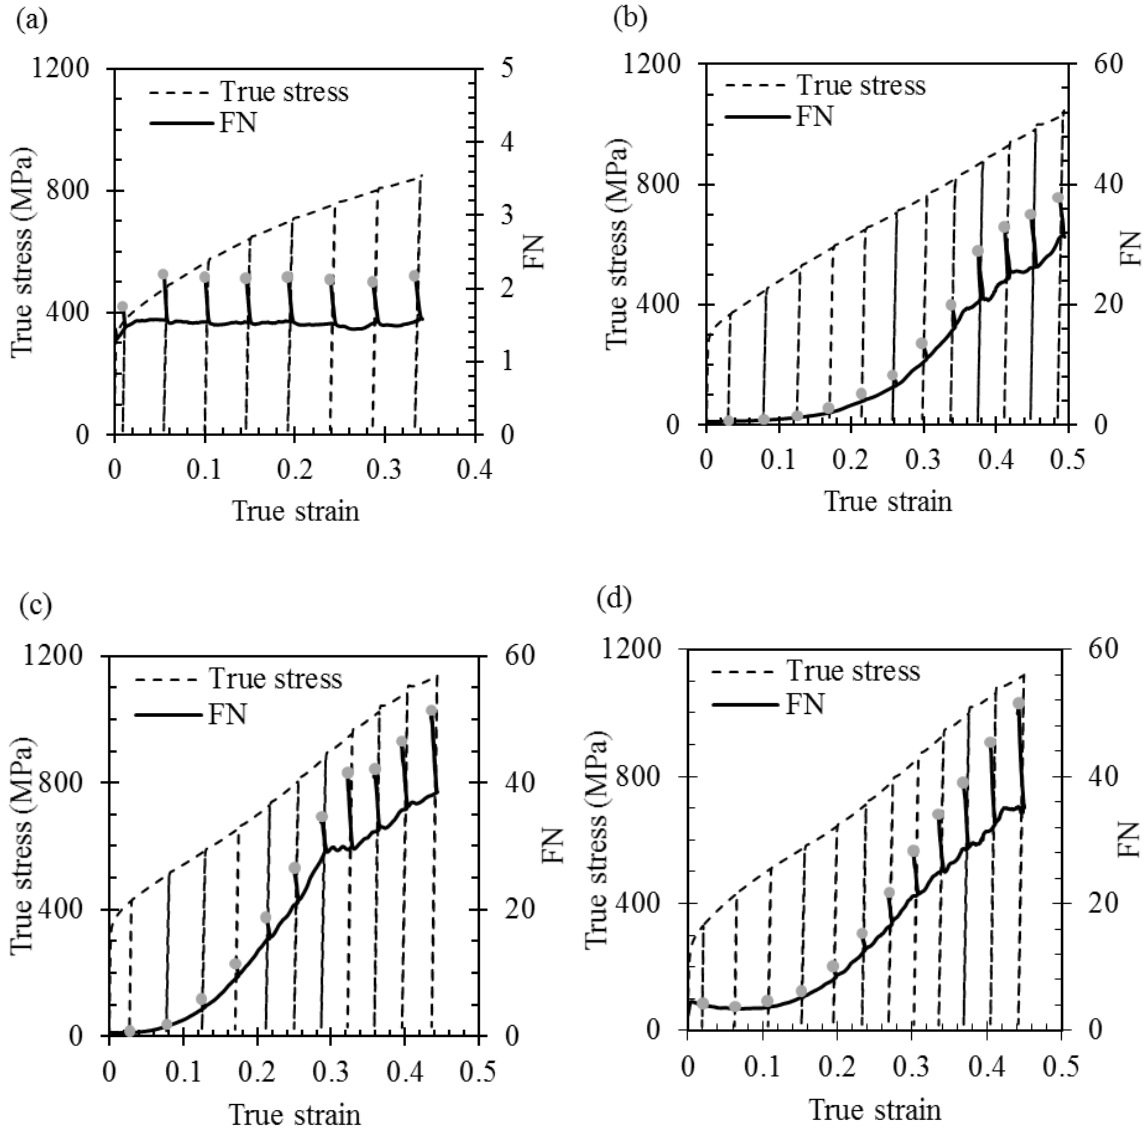 (a)
1200
800
400
0
True stress (MPa)
True stress
FN
5
4
3
2
1
0
FN
0 0.1 0.2 0.3 0.4
True strain
(b)
1200
800
400
0
True stress (MPa)
True stress
FN
60
40
20
0
FN
0 0.1 0.2 0.3 0.4 0.5
True strain
(c)
1200
800
400
0
True stress (MPa)
True stress
FN
60
40
20
0
FN
0 0.1 0.2 0.3 0.4 0.5
True strain
(d)
1200
800
400
0
True stress (MPa)
True stress
FN
60
40
20
0
FN
0 0.1 0.2 0.3 0.4 0.5
True strain